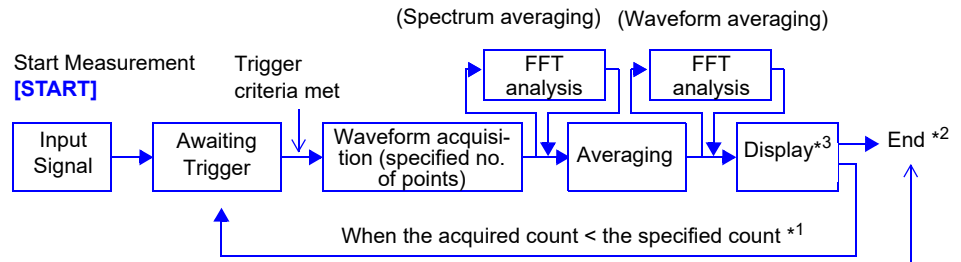 (Spectrum averaging)
(Waveform averaging)
Start Measurement
[START]
Trigger
criteria met
FFT
analysis
FFT
analysis
Input
Signal
Awaiting
Trigger
Waveform acquisi-
tion (specified no.
of points)
Averaging
Display*3
End *2
When the acquired count < the specified count *1